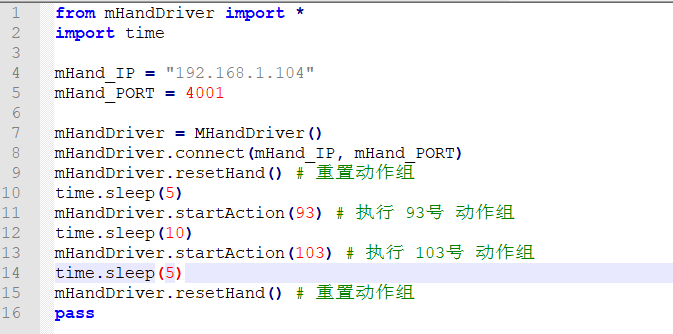 1 from mHandDriver import *
2 import time
3
4 mHand_IP = "192.168.1.104"
5 mHand_PORT = 4001
6
7 mHandDriver = MHandDriver()
8 mHandDriver.connect(mHand_IP, mHand_PORT)
9 mHandDriver.resetHand() # 重置动作组
10 time.sleep(5)
11 mHandDriver.startAction(93) # 执行 93号 动作组
12 time.sleep(10)
13 mHandDriver.startAction(103) # 执行 103号 动作组
14 time.sleep(5)
15 mHandDriver.resetHand() # 重置动作组
16 pass